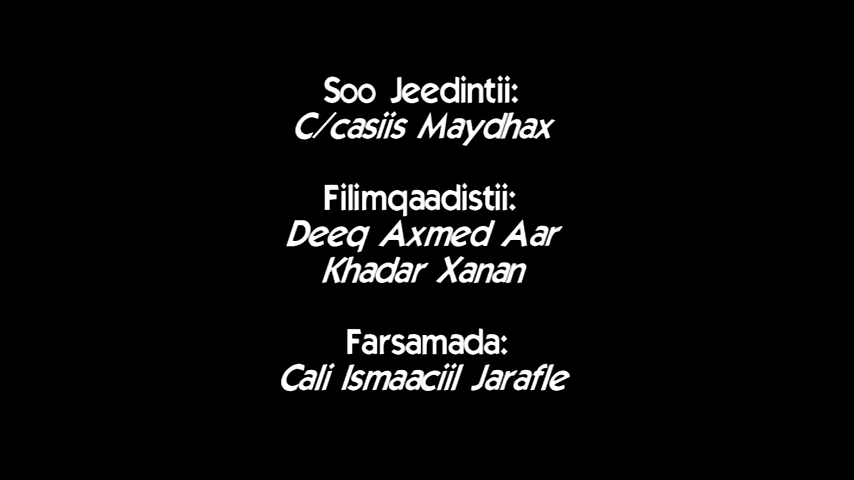 Soo Jeedintii:
C/casiis Maydhax
Filimqaadistii:
Deeq Axmed Aar
Khadar Xanan
Farsamada:
Cali Ismaaciil Jarafle